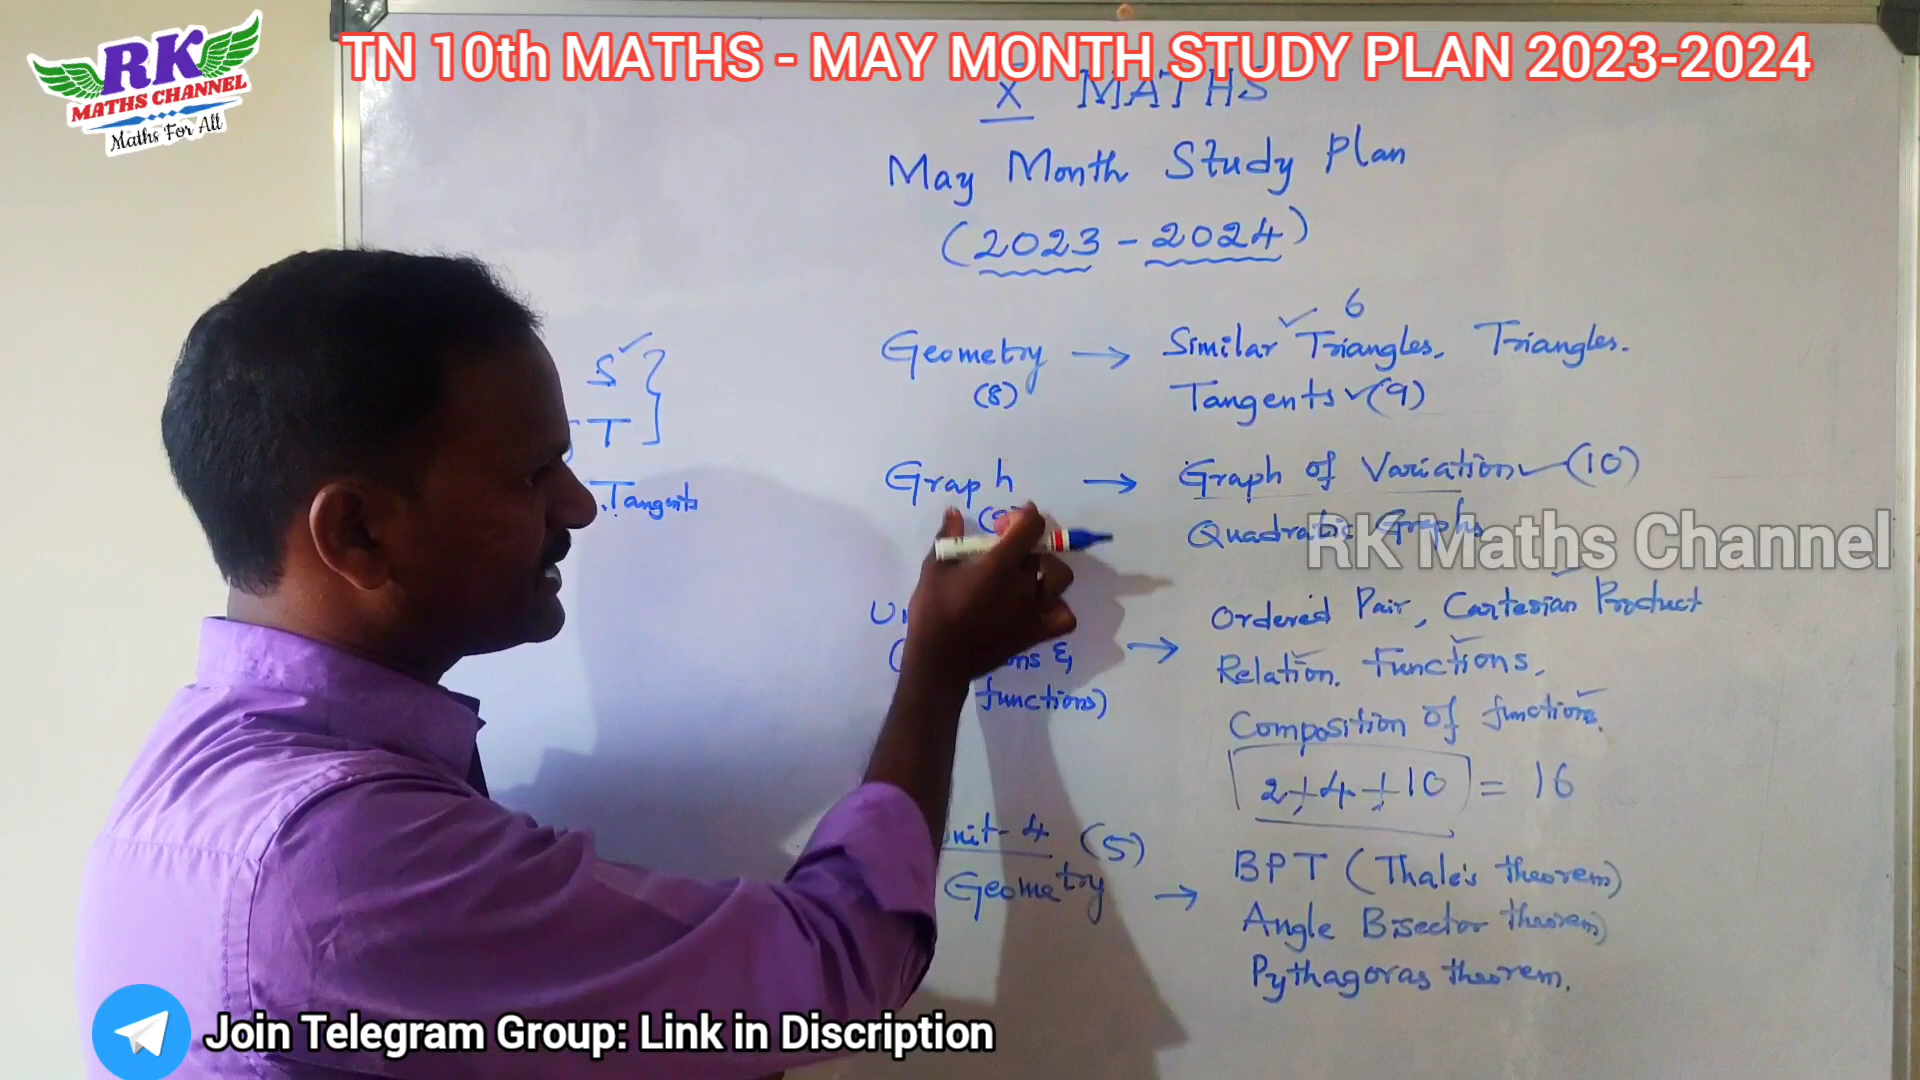 RK
MATHS CHANNEL
Maths For All
TN 10th MATHS - MAY MONTH STUDY PLAN 2023-2024
X MATHS
May Month Study Plan
(2023 - 2024)
S
T
Tangents
Geometry → Similar Triangles, Triangles.
6
(8) Tangents (9)
Graph → Graph of Variation (10)
Quadratic Graphs
RK Maths Channel
Ordered Pair, Cartesian Product
→ Relation, Functions,
functions)
Composition of functions.
2+4+10 = 16
Unit-4 (5)
Geometry → BPT (Thale's theorem)
Angle Bisector theorem)
Pythagoras theorem.
Join Telegram Group: Link in Discription